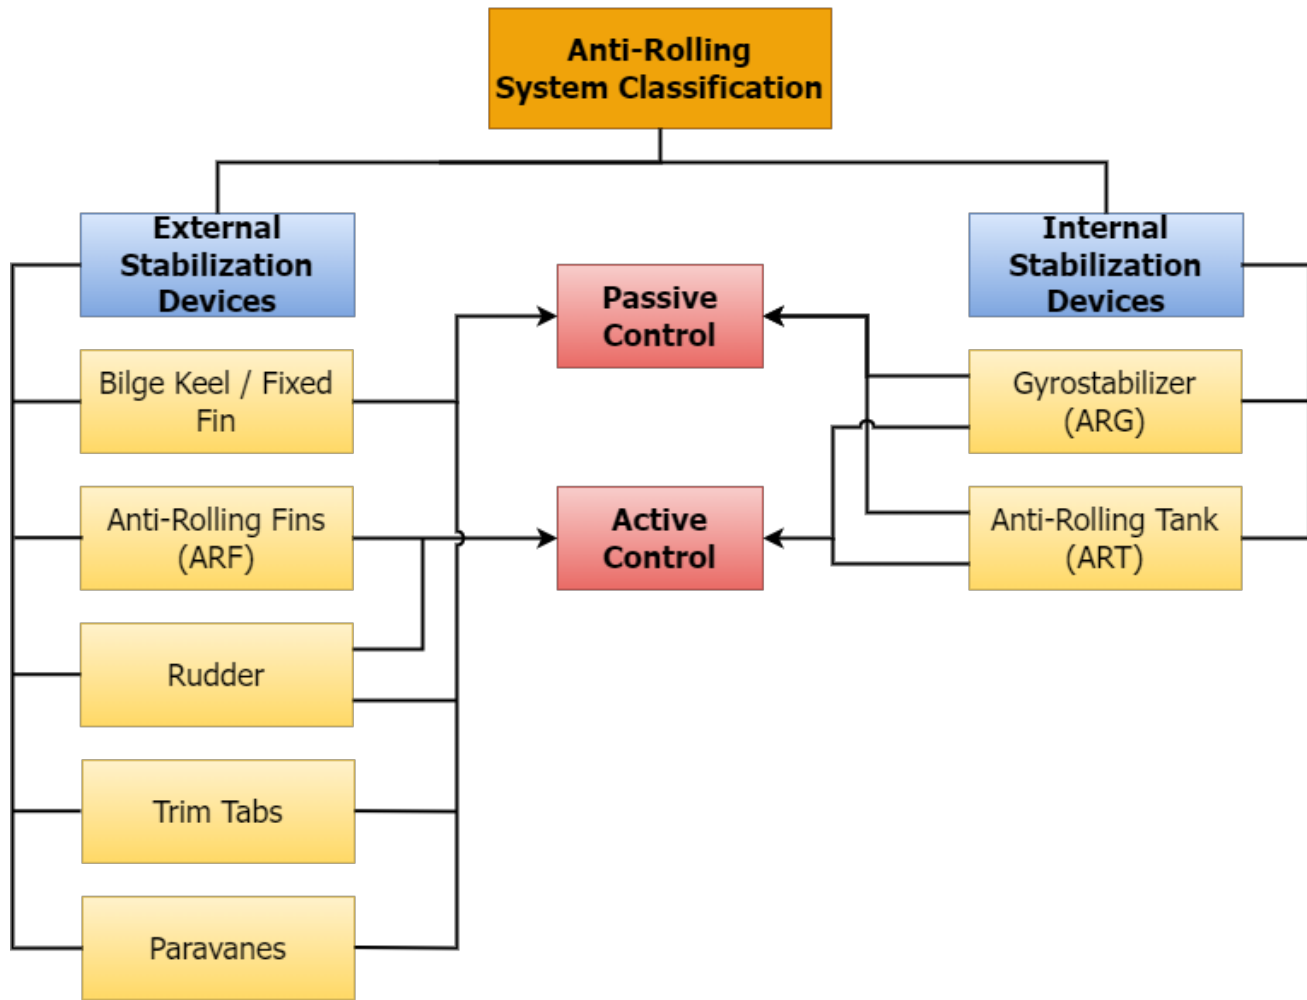 Anti-Rolling
System Classification
External
Stabilization
Devices
Internal
Stabilization
Devices
Passive
Control
Bilge Keel / Fixed
Fin
Gyrostabilizer
(ARG)
Anti-Rolling Fins
(ARF)
Active
Control
Anti-Rolling Tank
(ART)
Rudder
Trim Tabs
Paravanes